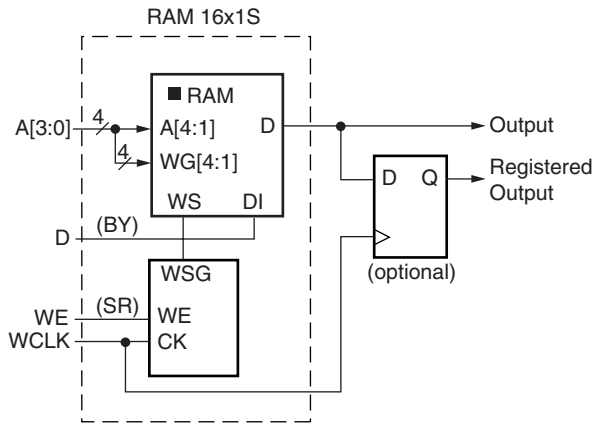 RAM 16x1S
RAM
A[3:0]
4
A[4:1]
D
Output
4
WG[4:1]
D
Q
Registered
Output
WS
DI
D
(BY)
(optional)
WSG
WE
(SR)
WE
WCLK
CK